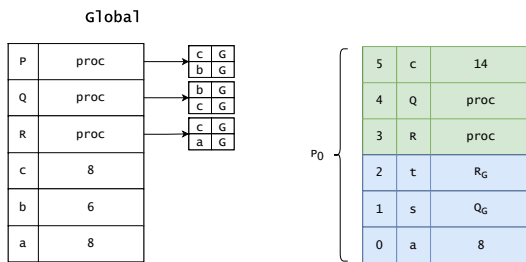 Global
P proc c G
b G
Q proc b G
c G
R proc c G
a G
c 8
b 6
a 8
P0
5 c 14
4 Q proc
3 R proc
2 t RG
1 s QG
0 a 8